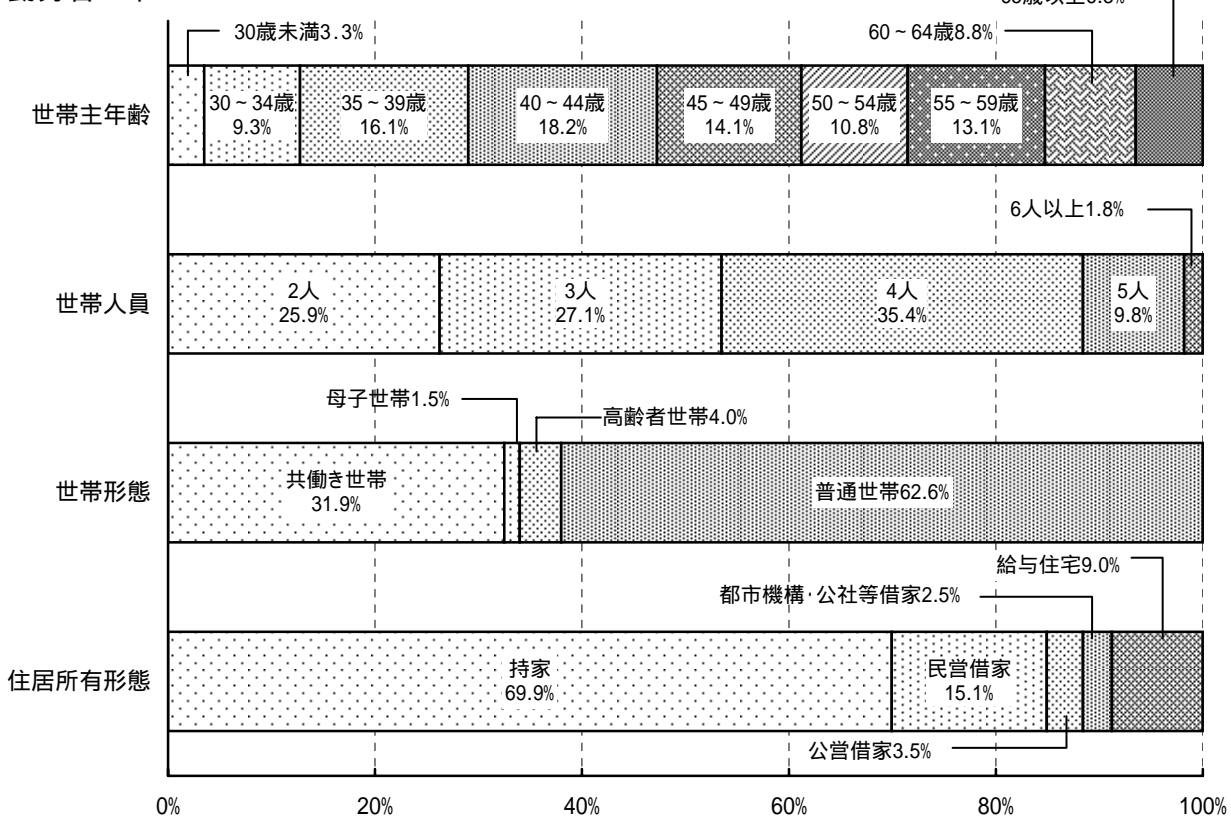 30歳未満3.3%
60～64歳8.8%
世帯主年齢
30～34歳
9.3%
35～39歳
16.1%
40～44歳
18.2%
45～49歳
14.1%
50～54歳
10.8%
55～59歳
13.1%
6人以上1.8%
世帯人員
2人
25.9%
3人
27.1%
4人
35.4%
5人
9.8%
母子世帯1.5%
高齢者世帯4.0%
世帯形態
共働き世帯
31.9%
普通世帯62.6%
給与住宅9.0%
都市機構・公社等借家2.5%
住居所有形態
持家
69.9%
民営借家
15.1%
公営借家3.5%
0%
20%
40%
60%
80%
100%